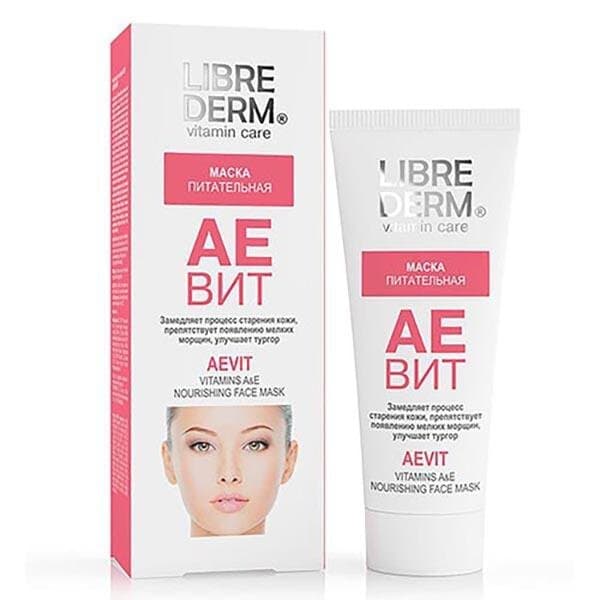 LIBRE
DERM®
vitamin care
МАСКА
ПИТАТЕЛЬНАЯ
АЕ
ВИТ
Замедляет процесс старения кожи,
препятствует появлению мелких
морщин, улучшает тургор
AEVIT
VITAMINS A&E
NOURISHING FACE MASK
LIBRE
DERM®
vitamin care
МАСКА
ПИТАТЕЛЬНАЯ
АЕ
ВИТ
Замедляет процесс
старения кожи, препятствует
появлению мелких морщин,
улучшает тургор
AEVIT
VITAMINS A&E
NOURISHING FACE MASK